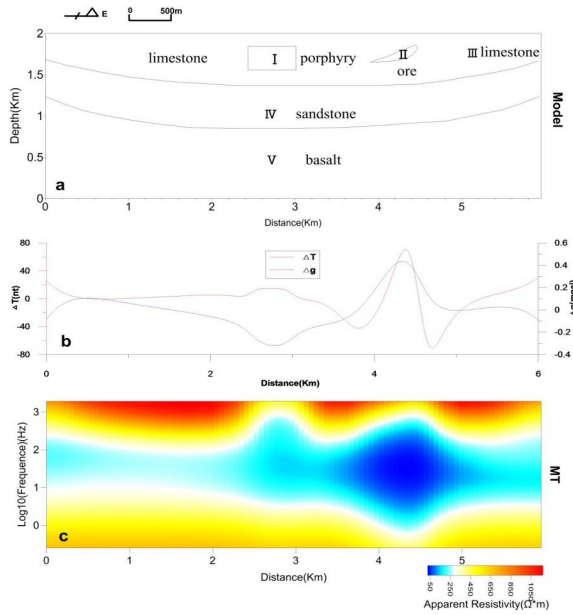 E
0 500m
2
1.5
1
0.5
0
Depth(Km)
limestone
I porphyry
II
ore
III limestone
IV sandstone
V basalt
a
Model
0 1 2 3 4 5
Distance(Km)
80
40
0
-40
-80
ΔT(nt)
ΔT
Δg
0.6
0.4
0.2
0
-0.2
-0.4
b
0 2 4 6
Distance(Km)
3
2
1
0
Log10(Frequence)(Hz)
c
MT
0 1 2 3 4 5
Distance(Km)
50 250 450 650 850 1050
Apparent Resistivity(Ω*m)